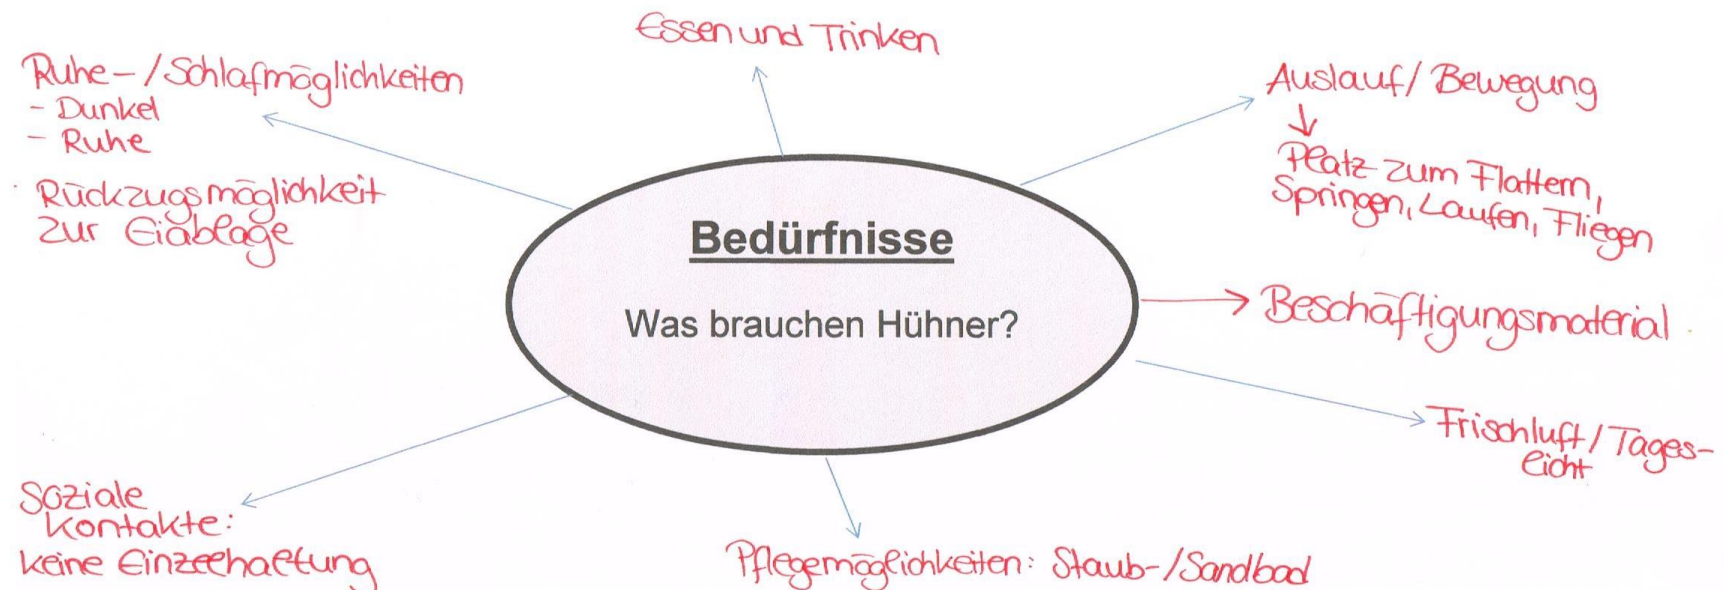 Essen und Trinken
Ruhe-/Schlafmöglichkeiten
- Dunkel
- Ruhe
Rückzugsmöglichkeit
zur Eiablage
Auslauf/Bewegung
Platz zum Flattern,
Springen, Laufen, Fliegen
Bedürfnisse
Was brauchen Hühner?
Beschäftigungsmaterial
Frischluft/Tages-
licht
Soziale
Kontakte:
keine Einzelhaltung
Pflegemöglichkeiten: Staub-/Sandbad